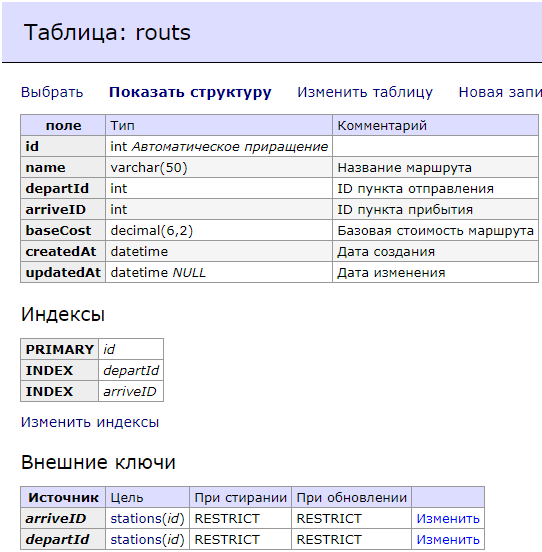 Таблица: routs
Выбрать Показать структуру Изменить таблицу Новая запи
поле Тип Комментарий
id int Автоматическое приращение
name varchar(50) Название маршрута
departId int ID пункта отправления
arriveID int ID пункта прибытия
baseCost decimal(6,2) Базовая стоимость маршрута
createdAt datetime Дата создания
updatedAt datetime NULL Дата изменения
Индексы
PRIMARY id
INDEX departId
INDEX arriveID
Изменить индексы
Внешние ключи
Источник Цель При стирании При обновлении
arriveID stations(id) RESTRICT RESTRICT Изменить
departId stations(id) RESTRICT RESTRICT Изменить